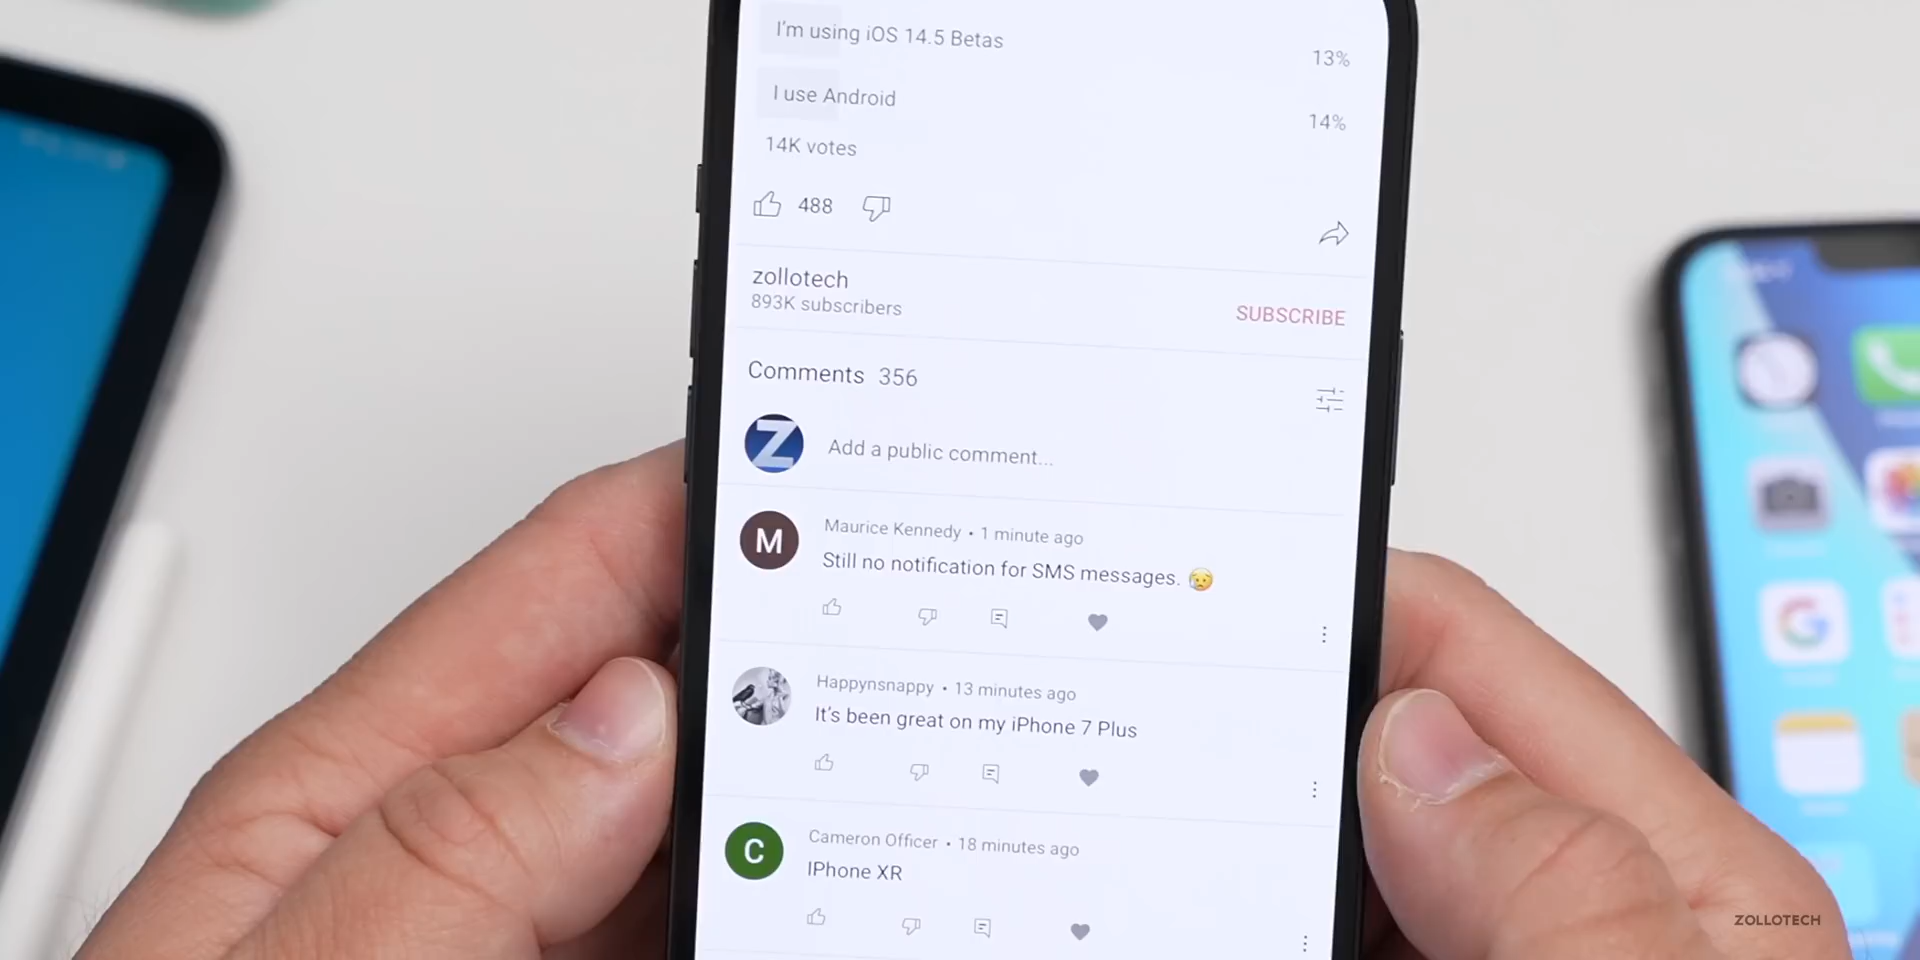 I'm using iOS 14.5 Betas 13%
I use Android 14%
14K votes
488
zollotech
893K subscribers
SUBSCRIBE
Comments 356
Z
Add a public comment...
M
Maurice Kennedy • 1 minute ago
Still no notification for SMS messages. 😥
Happynsnappy • 13 minutes ago
It's been great on my iPhone 7 Plus
C
Cameron Officer • 18 minutes ago
IPhone XR
G
ZOLLOTECH